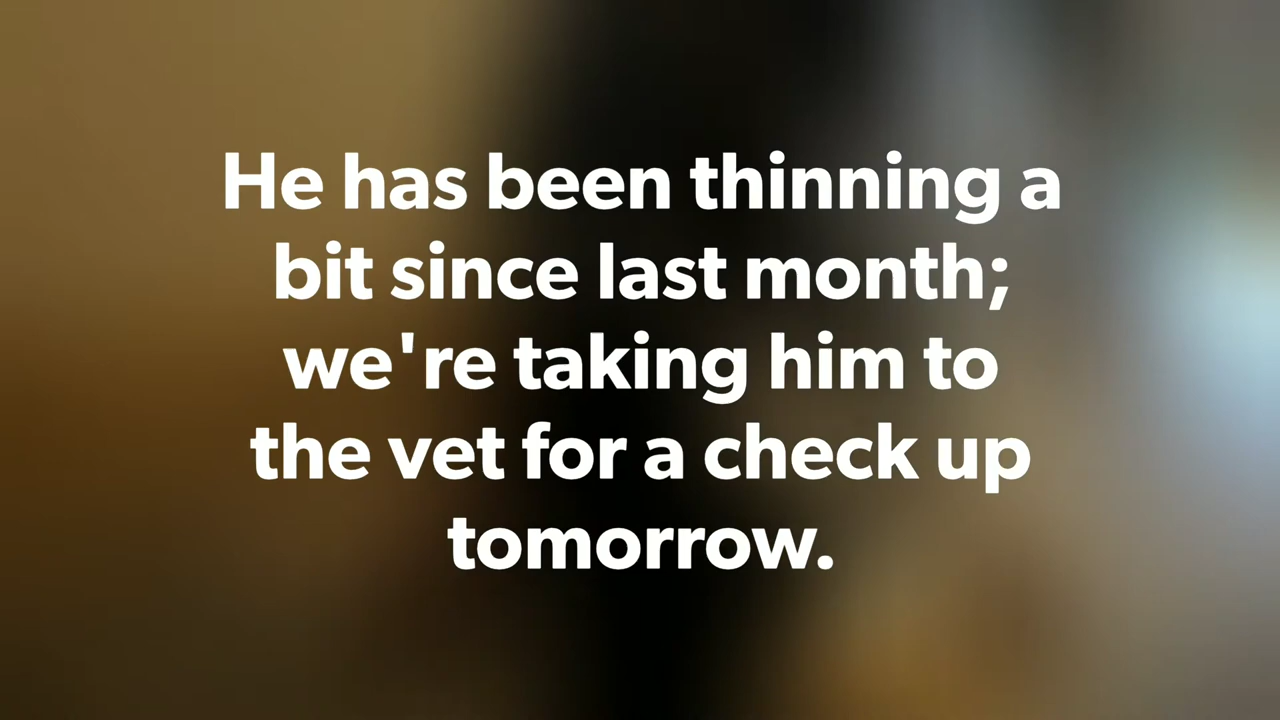 He has been thinning a
bit since last month;
we're taking him to
the vet for a check up
tomorrow.